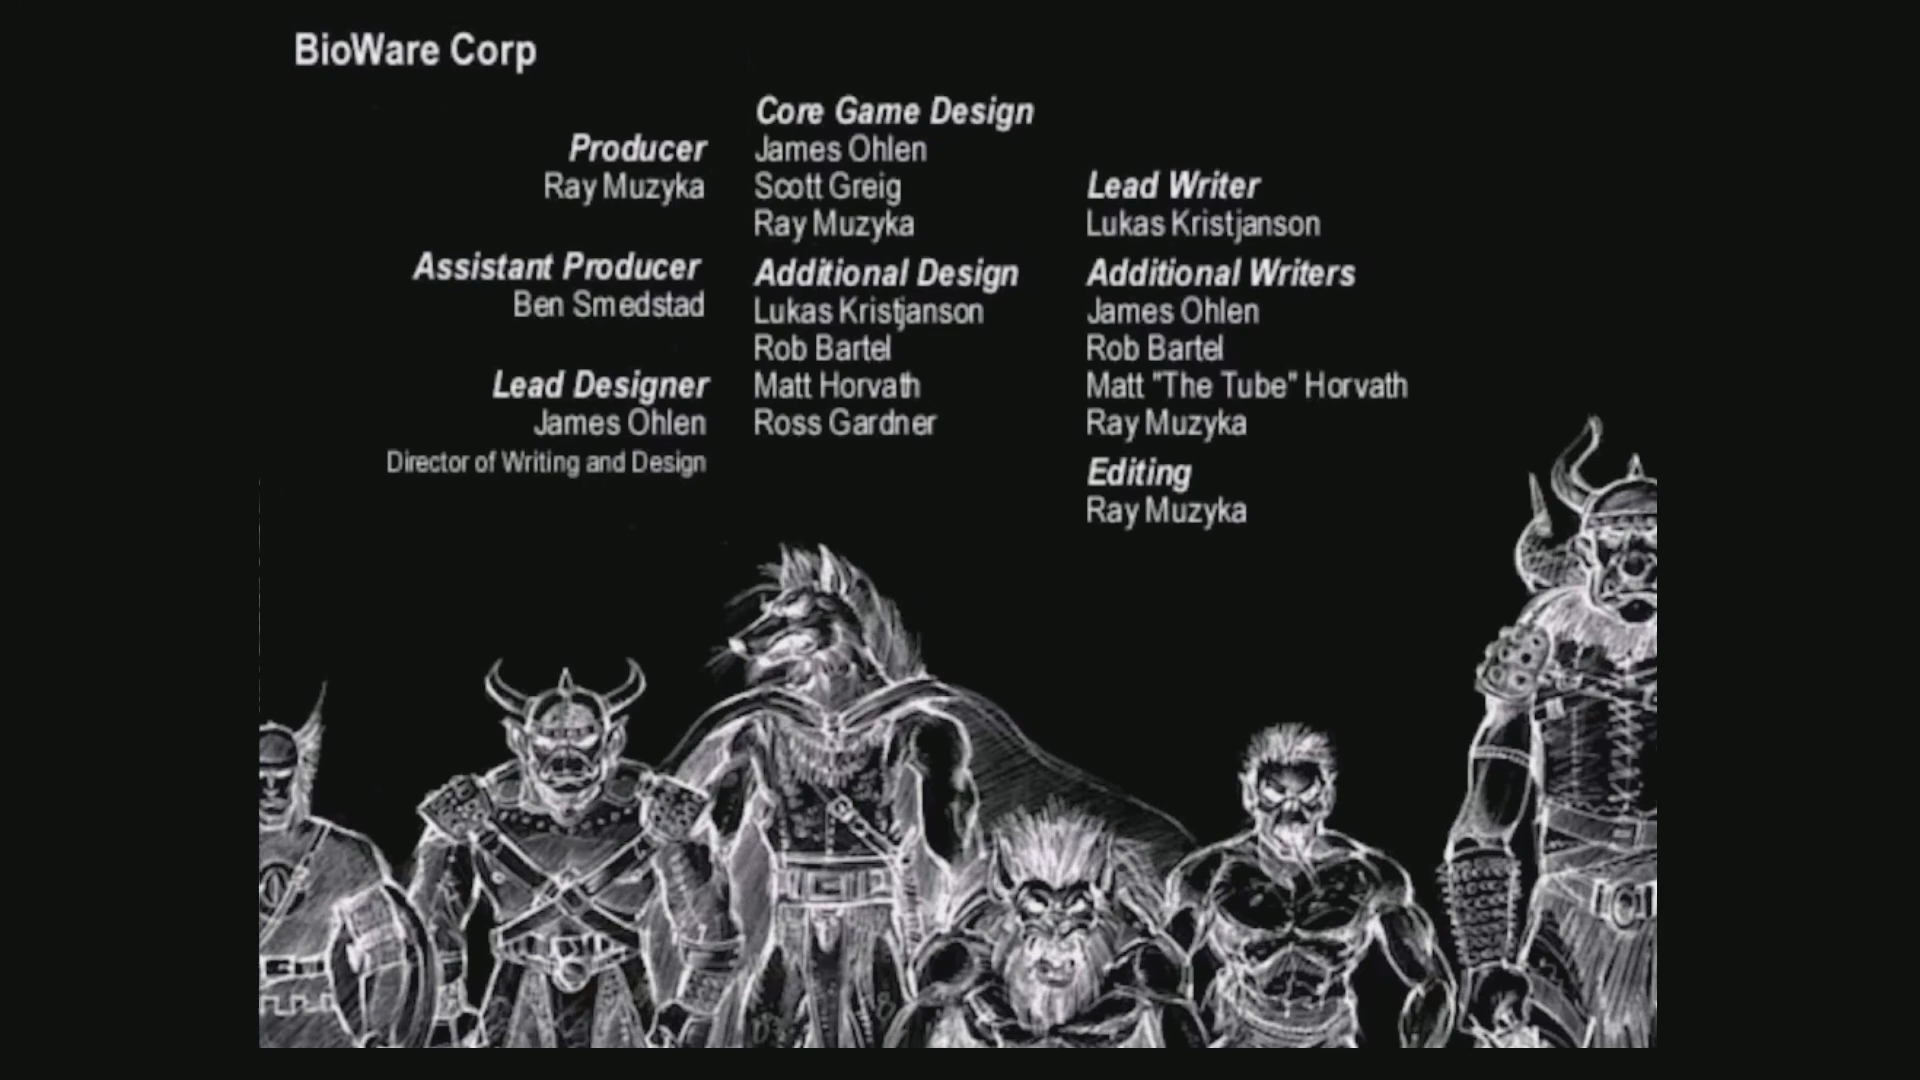 BioWare Corp
Producer
Ray Muzyka
Assistant Producer
Ben Smedstad
Lead Designer
James Ohlen
Director of Writing and Design
Core Game Design
James Ohlen
Scott Greig
Ray Muzyka
Additional Design
Lukas Kristjanson
Rob Bartel
Matt Horvath
Ross Gardner
Lead Writer
Lukas Kristjanson
Additional Writers
James Ohlen
Rob Bartel
Matt "The Tube" Horvath
Ray Muzyka
Editing
Ray Muzyka